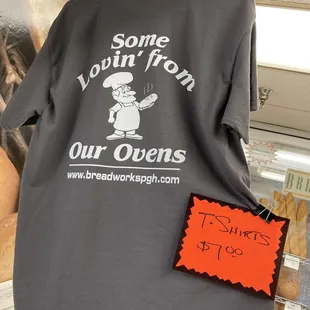 Some
Lovin' from
Our Ovens
www.breadworkspgh.com
T-SHIRTS
$7.00